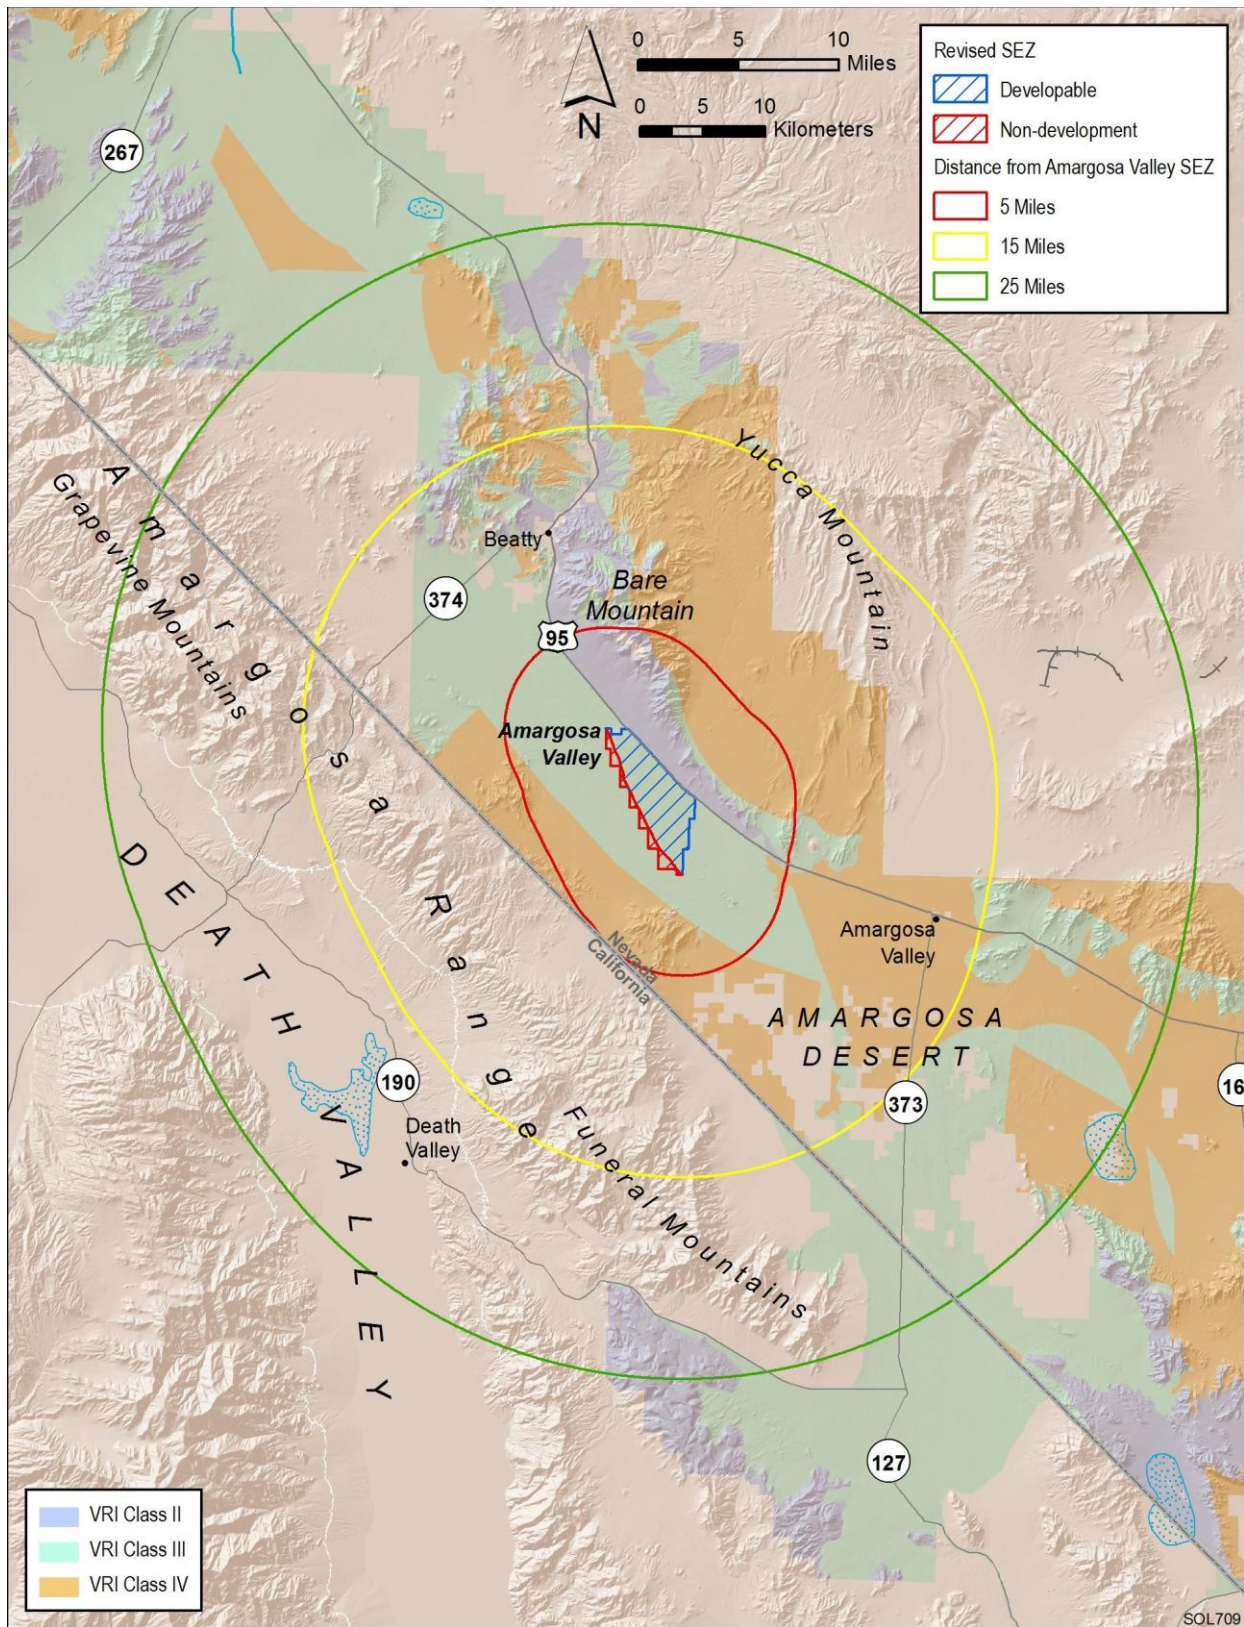 0 5 10
Miles
0 5 10
Kilometers
N
Revised SEZ
Developable
Non-development
Distance from Amargosa Valley SEZ
5 Miles
15 Miles
25 Miles
267
Yucca Mountain
Amargosa Range
Grapevine Mountains
Beatty
Bare
Mountain
374
95
Amargosa
Valley
DEATH VALLEY
Nevada
California
Amargosa
Valley
AMARGOSA
DESERT
190
373
16
Death
Valley
Funeral Mountains
127
VRI Class II
VRI Class III
VRI Class IV
SOL709